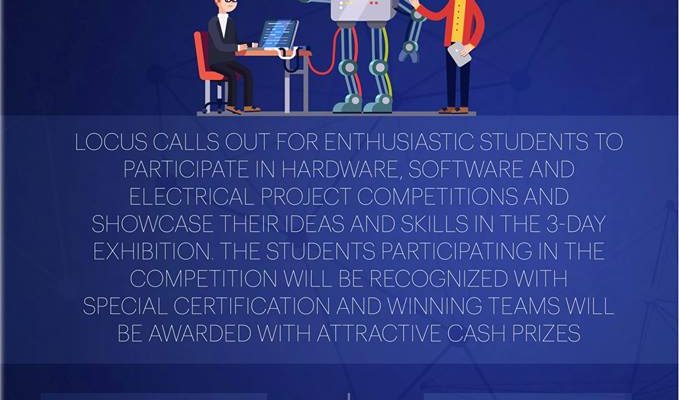 LOCUS CALLS OUT FOR ENTHUSIASTIC STUDENTS TO
PARTICIPATE IN HARDWARE, SOFTWARE AND
ELECTRICAL PROJECT COMPETITIONS AND
SHOWCASE THEIR IDEAS AND SKILLS IN THE 3-DAY
EXHIBITION. THE STUDENTS PARTICIPATING IN THE
COMPETITION WILL BE RECOGNIZED WITH
SPECIAL CERTIFICATION AND WINNING TEAMS WILL
BE AWARDED WITH ATTRACTIVE CASH PRIZES